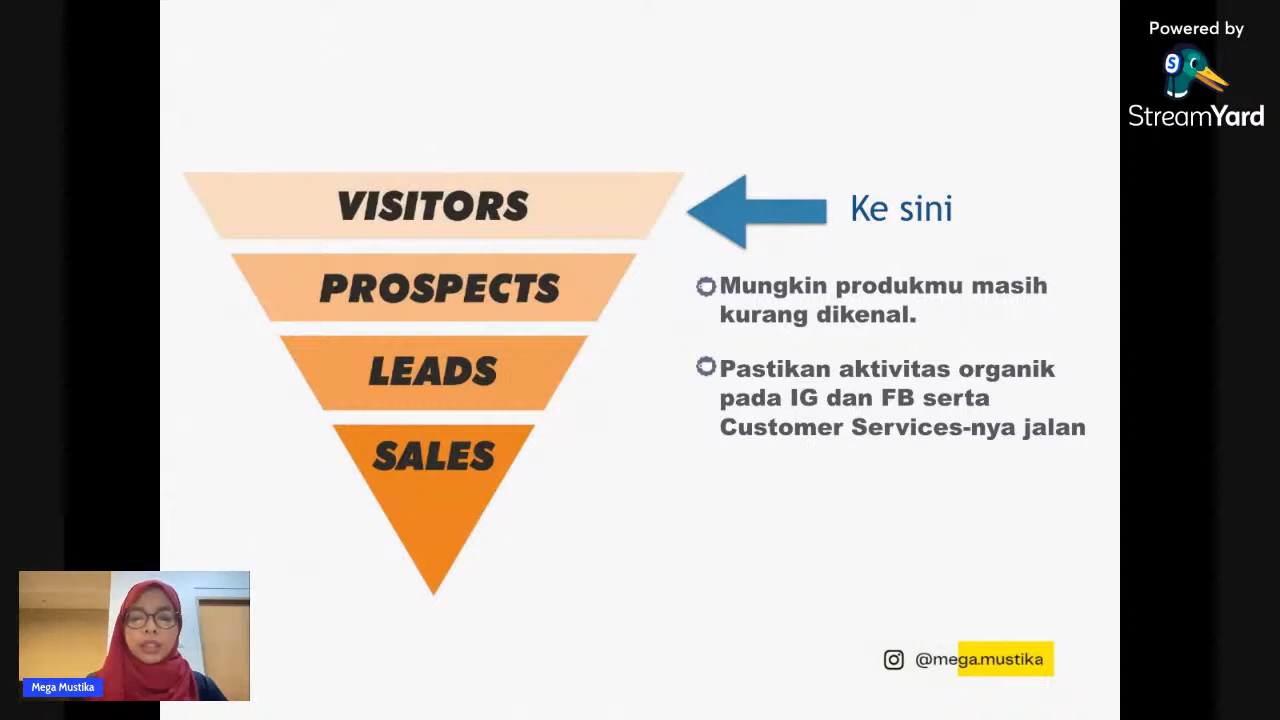 Powered by
StreamYard
VISITORS
Ke sini
PROSPECTS
Mungkin produkmu masih
kurang dikenal.
LEADS
Pastikan aktivitas organik
pada IG dan FB serta
Customer Services-nya jalan
SALES
@mega.mustika
Mega Mustika